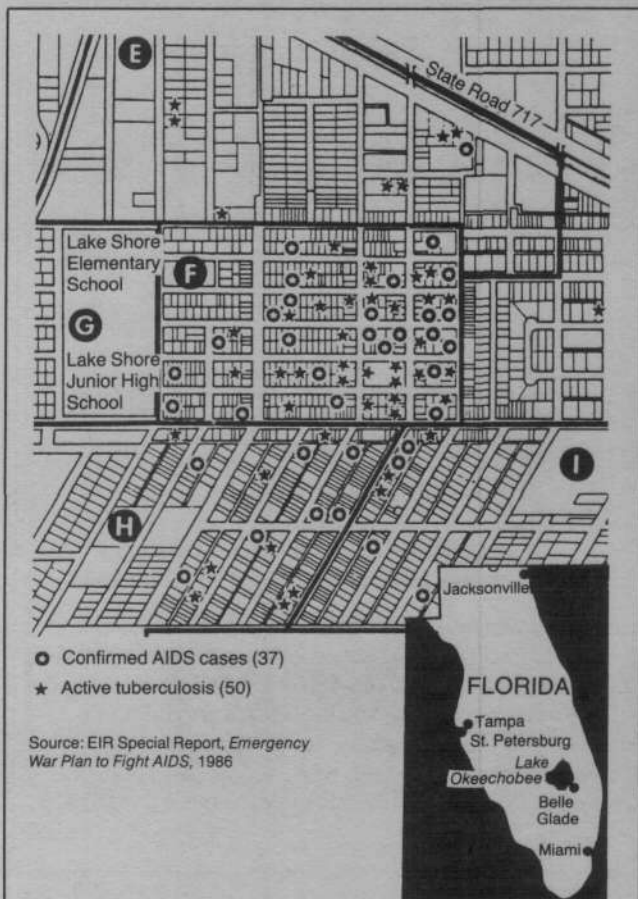 E
State Road 717
Lake Shore
Elementary
School
F
G
Lake Shore
Junior High
School
I
H
Jacksonville
Confirmed AIDS cases (37)
Active tuberculosis (50)
FLORIDA
Tampa
St. Petersburg
Lake
Okeechobee
Belle
Glade
Miami
Source: EIR Special Report, Emergency
War Plan to Fight AIDS, 1986